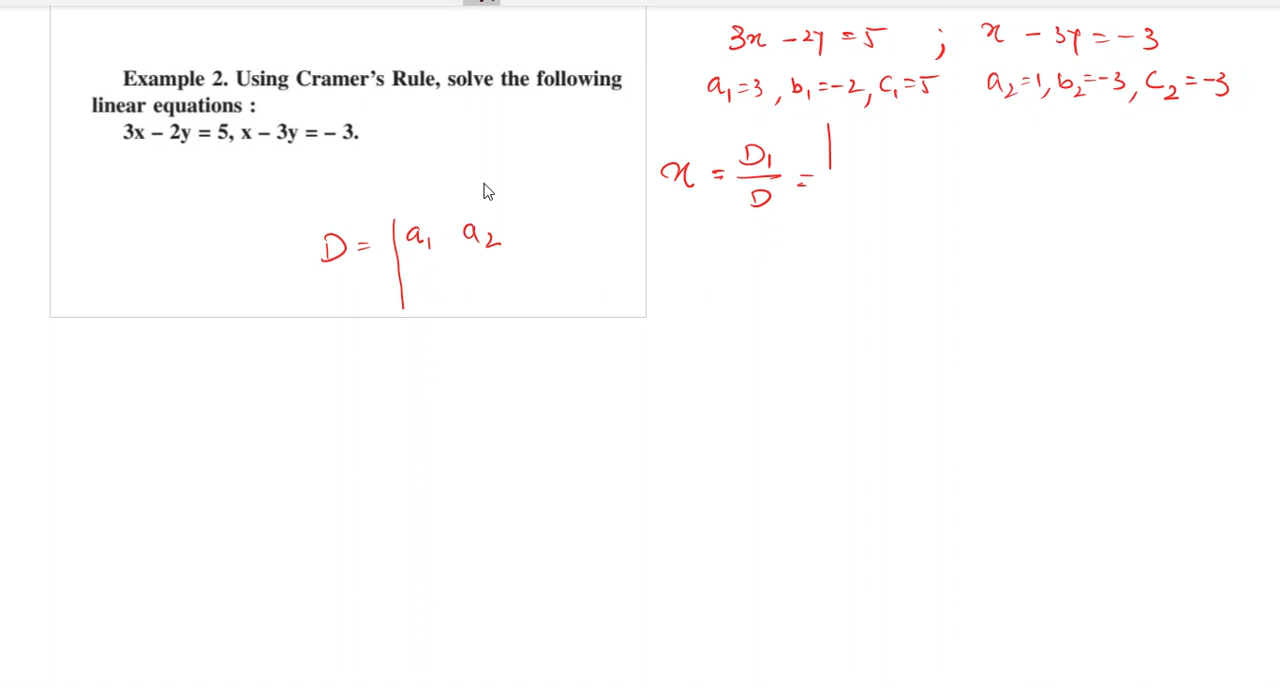 Example 2. Using Cramer's Rule, solve the following
linear equations :
3x – 2y = 5, x – 3y = – 3.
D = | a₁ a₂
3x - 2y = 5 ; x - 3y = -3
a₁=3, b₁=-2, c₁=5 a₂=1, b₂=-3, c₂=-3
x = D₁/D = |